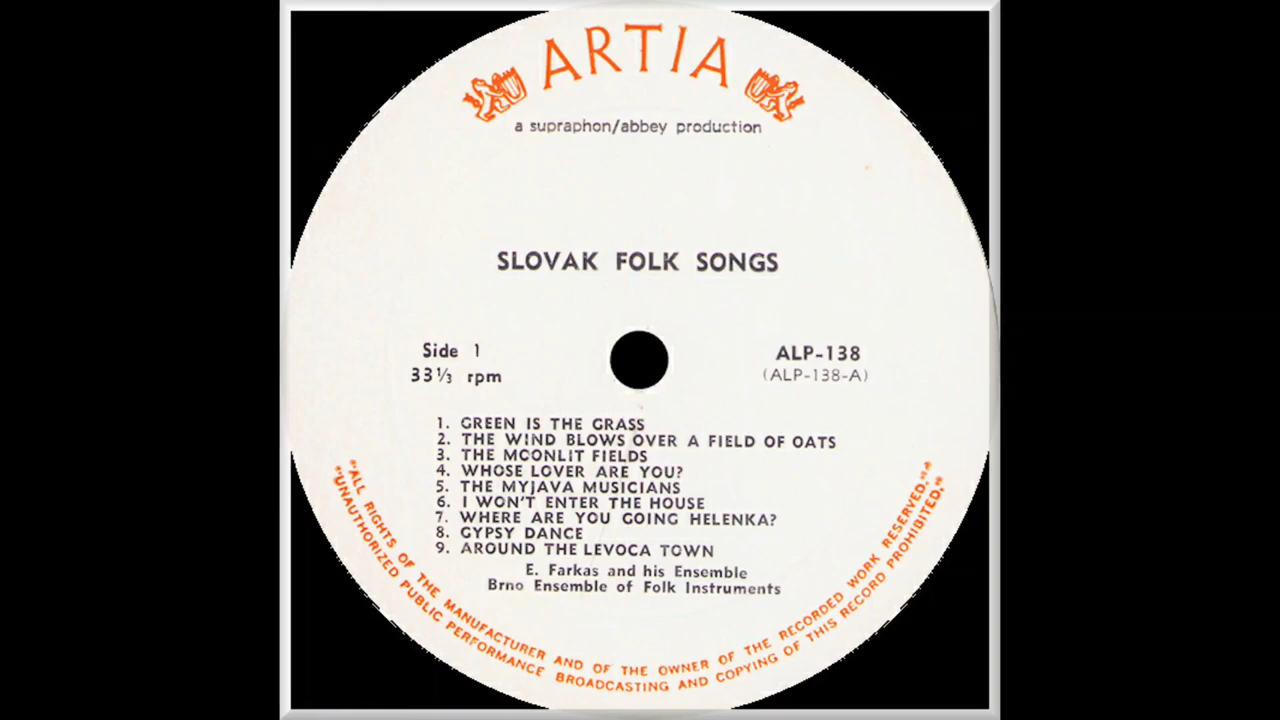 ARTIA
a supraphon/abbey production
SLOVAK FOLK SONGS
Side 1
33⅓ rpm
ALP-138
(ALP-138-A)
1. GREEN IS THE GRASS
2. THE WIND BLOWS OVER A FIELD OF OATS
3. THE MOONLIT FIELDS
4. WHOSE LOVER ARE YOU?
5. THE MYJAVA MUSICIANS
6. I WON'T ENTER THE HOUSE
7. WHERE ARE YOU GOING HELENKA?
8. GYPSY DANCE
9. AROUND THE LEVOCA TOWN
E. Farkas and his Ensemble
Brno Ensemble of Folk Instruments
"ALL RIGHTS OF THE MANUFACTURER AND OF THE OWNER OF THE RECORDED WORK RESERVED."
"UNAUTHORIZED PUBLIC PERFORMANCE BROADCASTING AND COPYING OF THIS RECORD PROHIBITED."